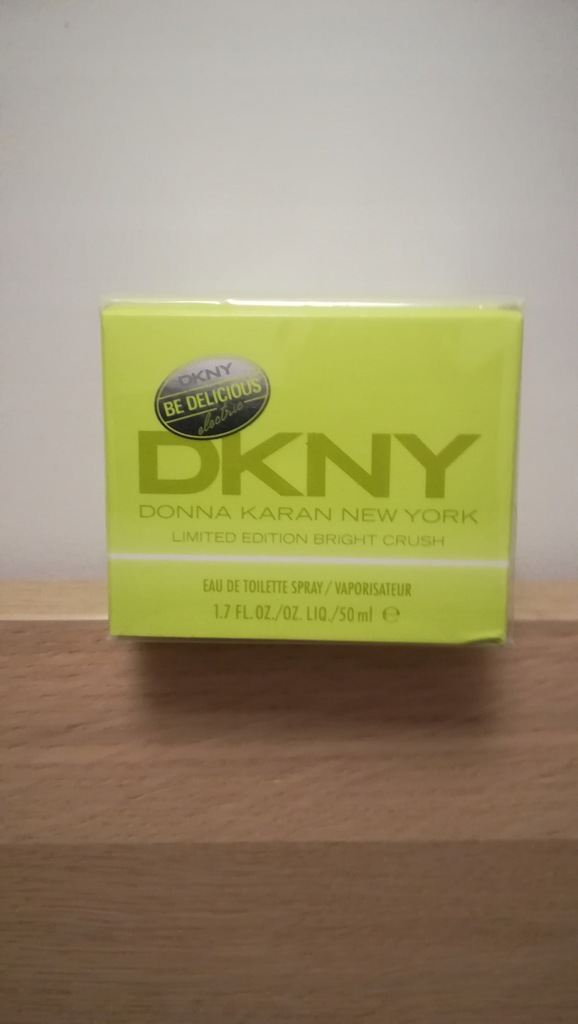 DKNY
BE DELICIOUS
electric
DKNY
DONNA KARAN NEW YORK
LIMITED EDITION BRIGHT CRUSH
EAU DE TOILETTE SPRAY / VAPORISATEUR
1.7 FL. OZ./OZ. LIQ./50 ml ℮